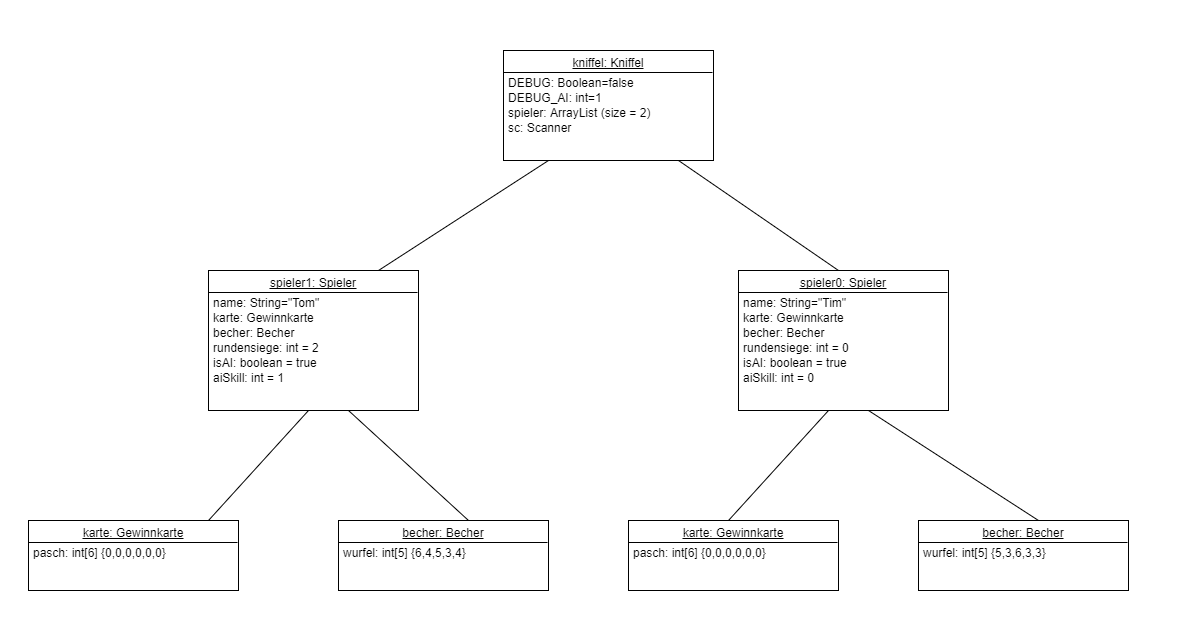 kniffel: Kniffel
DEBUG: Boolean=false
DEBUG_AI: int=1
spieler: ArrayList (size = 2)
sc: Scanner
spieler1: Spieler
name: String="Tom"
karte: Gewinnkarte
becher: Becher
rundensiege: int = 2
isAI: boolean = true
aiSkill: int = 1
spieler0: Spieler
name: String="Tim"
karte: Gewinnkarte
becher: Becher
rundensiege: int = 0
isAI: boolean = true
aiSkill: int = 0
karte: Gewinnkarte
pasch: int[6] {0,0,0,0,0,0}
becher: Becher
wurfel: int[5] {6,4,5,3,4}
karte: Gewinnkarte
pasch: int[6] {0,0,0,0,0,0}
becher: Becher
wurfel: int[5] {5,3,6,3,3}